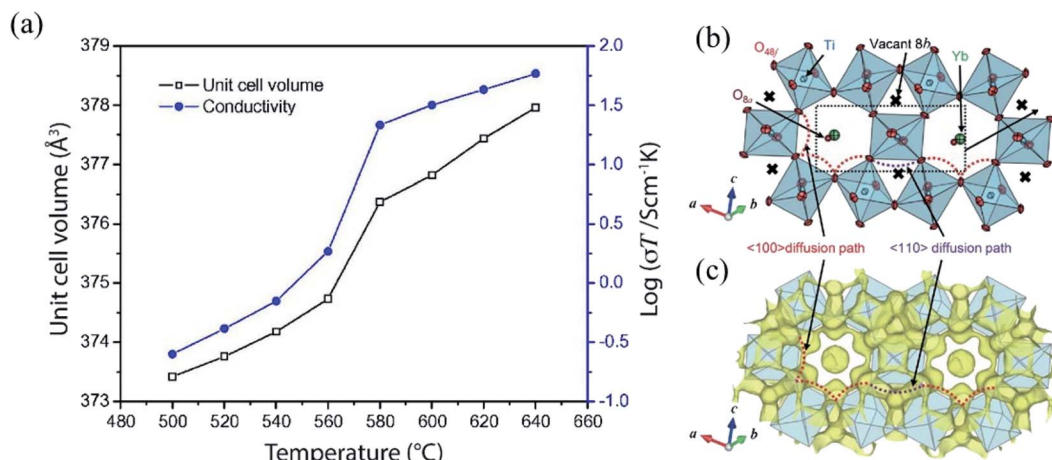 (a)
379
378
377
376
375
374
373
Unit cell volume (Å³)
Unit cell volume
Conductivity
2.0
1.5
1.0
0.5
0.0
-0.5
-1.0
Log (σT /Scm⁻¹K)
480 500 520 540 560 580 600 620 640 660
Temperature (°C)
(b)
O48f
Ti
Vacant 8b
Yb
O8a
c
a
b
<100>diffusion path
<110> diffusion path
(c)
c
a
b